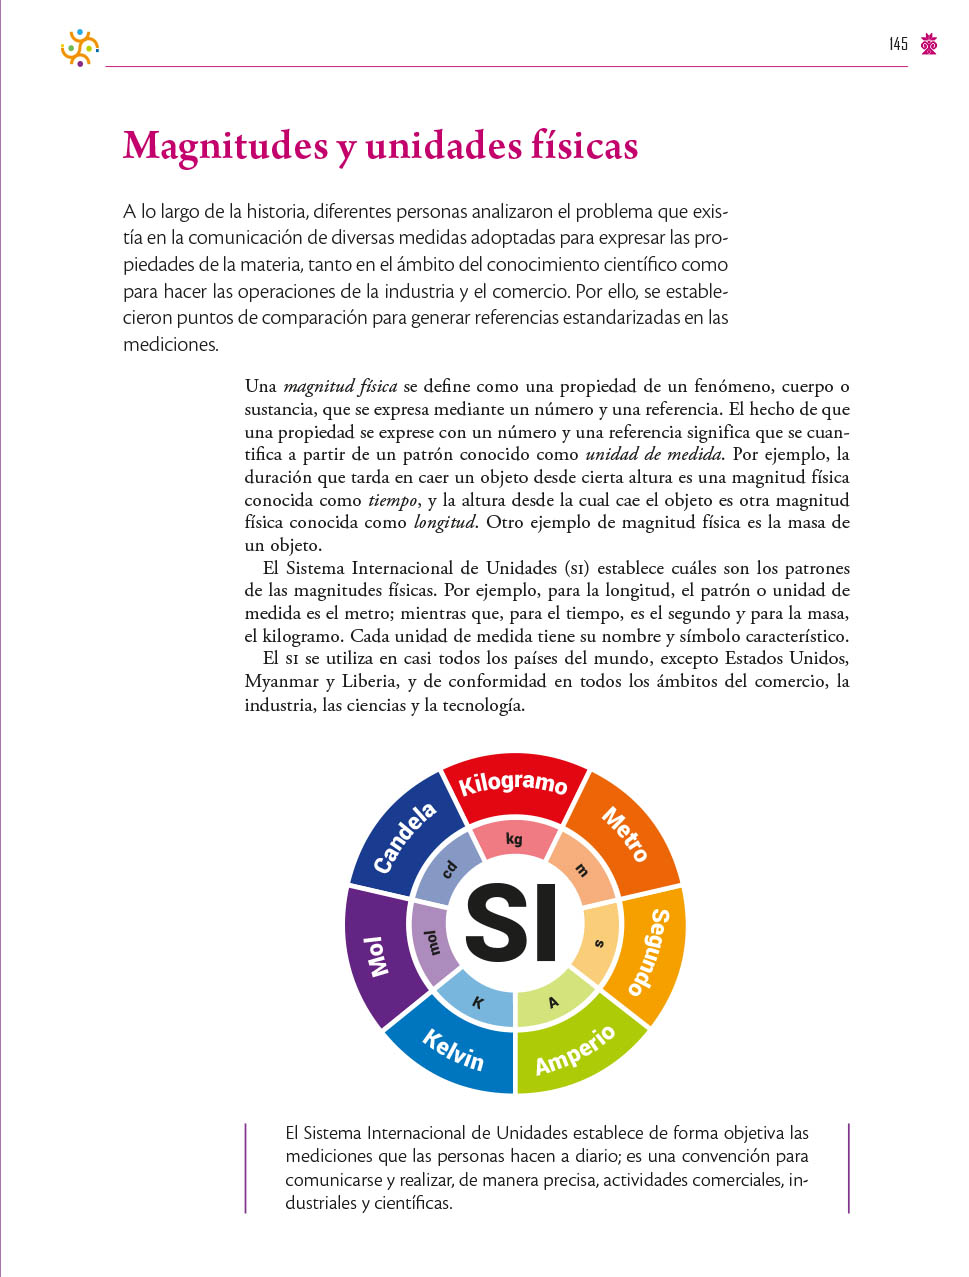 145
Magnitudes y unidades físicas
A lo largo de la historia, diferentes personas analizaron el problema que exis-
tía en la comunicación de diversas medidas adoptadas para expresar las pro-
piedades de la materia, tanto en el ámbito del conocimiento científico como
para hacer las operaciones de la industria y el comercio. Por ello, se estable-
cieron puntos de comparación para generar referencias estandarizadas en las
mediciones.
Una magnitud física se define como una propiedad de un fenómeno, cuerpo o
sustancia, que se expresa mediante un número y una referencia. El hecho de que
una propiedad se exprese con un número y una referencia significa que se cuan-
tifica a partir de un patrón conocido como unidad de medida. Por ejemplo, la
duración que tarda en caer un objeto desde cierta altura es una magnitud física
conocida como tiempo, y la altura desde la cual cae el objeto es otra magnitud
física conocida como longitud. Otro ejemplo de magnitud física es la masa de
un objeto.
El Sistema Internacional de Unidades (SI) establece cuáles son los patrones
de las magnitudes físicas. Por ejemplo, para la longitud, el patrón o unidad de
medida es el metro; mientras que, para el tiempo, es el segundo y para la masa,
el kilogramo. Cada unidad de medida tiene su nombre y símbolo característico.
El SI se utiliza en casi todos los países del mundo, excepto Estados Unidos,
Myanmar y Liberia, y de conformidad en todos los ámbitos del comercio, la
industria, las ciencias y la tecnología.
Kilogramo
kg
Metro
m
Segundo
s
Amperio
A
Kelvin
K
Mol
mol
Candela
cd
SI
El Sistema Internacional de Unidades establece de forma objetiva las
mediciones que las personas hacen a diario; es una convención para
comunicarse y realizar, de manera precisa, actividades comerciales, in-
dustriales y científicas.